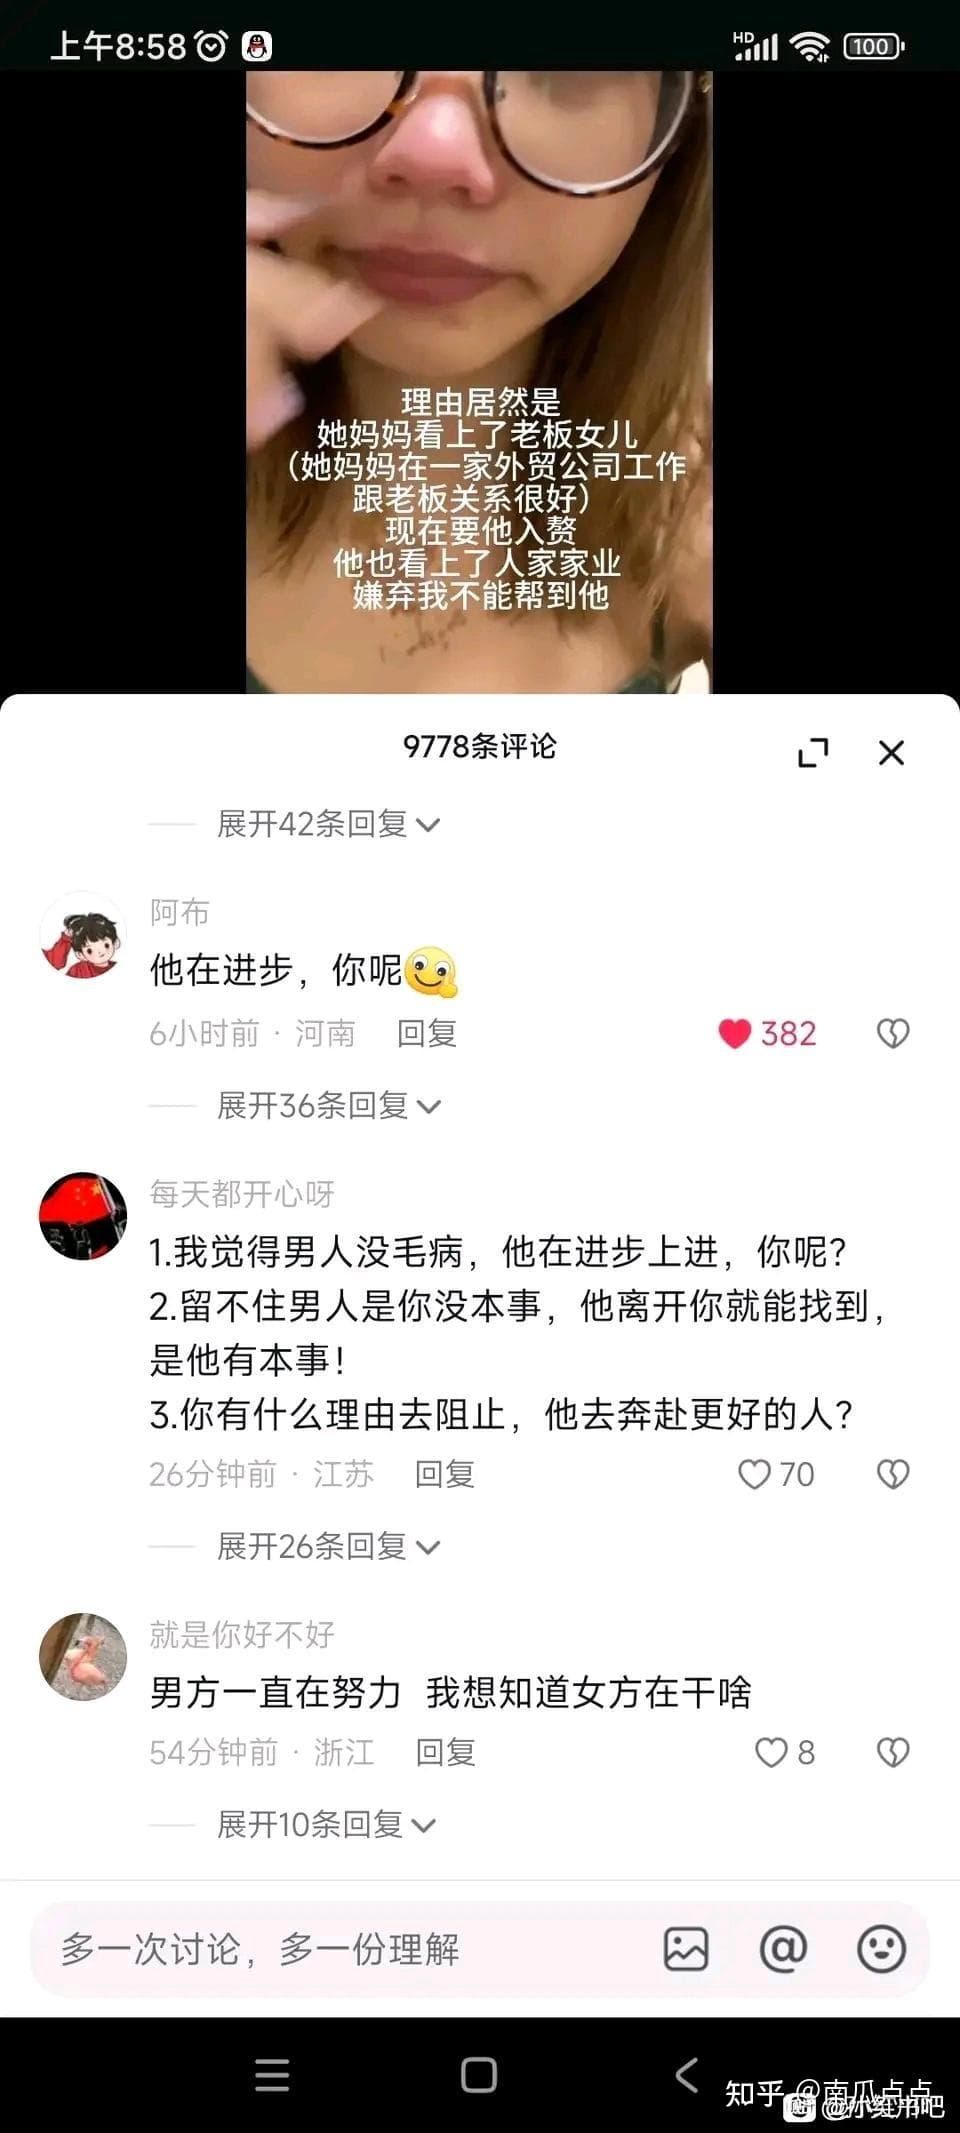 上午8:58
HD
100
理由居然是
她妈妈看上了老板女儿
（她妈妈在一家外贸公司工作
跟老板关系很好）
现在要他入赘
他也看上了人家家业
嫌弃我不能帮到他
9778条评论
展开42条回复
阿布
他在进步，你呢
6小时前 · 河南 回复 382
展开36条回复
每天都开心呀
1.我觉得男人没毛病，他在进步上进，你呢？
2.留不住男人是你没本事，他离开你就能找到，
是他有本事！
3.你有什么理由去阻止，他去奔赴更好的人？
26分钟前 · 江苏 回复 70
展开26条回复
就是你好不好
男方一直在努力 我想知道女方在干啥
54分钟前 · 浙江 回复 8
展开10条回复
多一次讨论，多一份理解
知乎 @南瓜点点